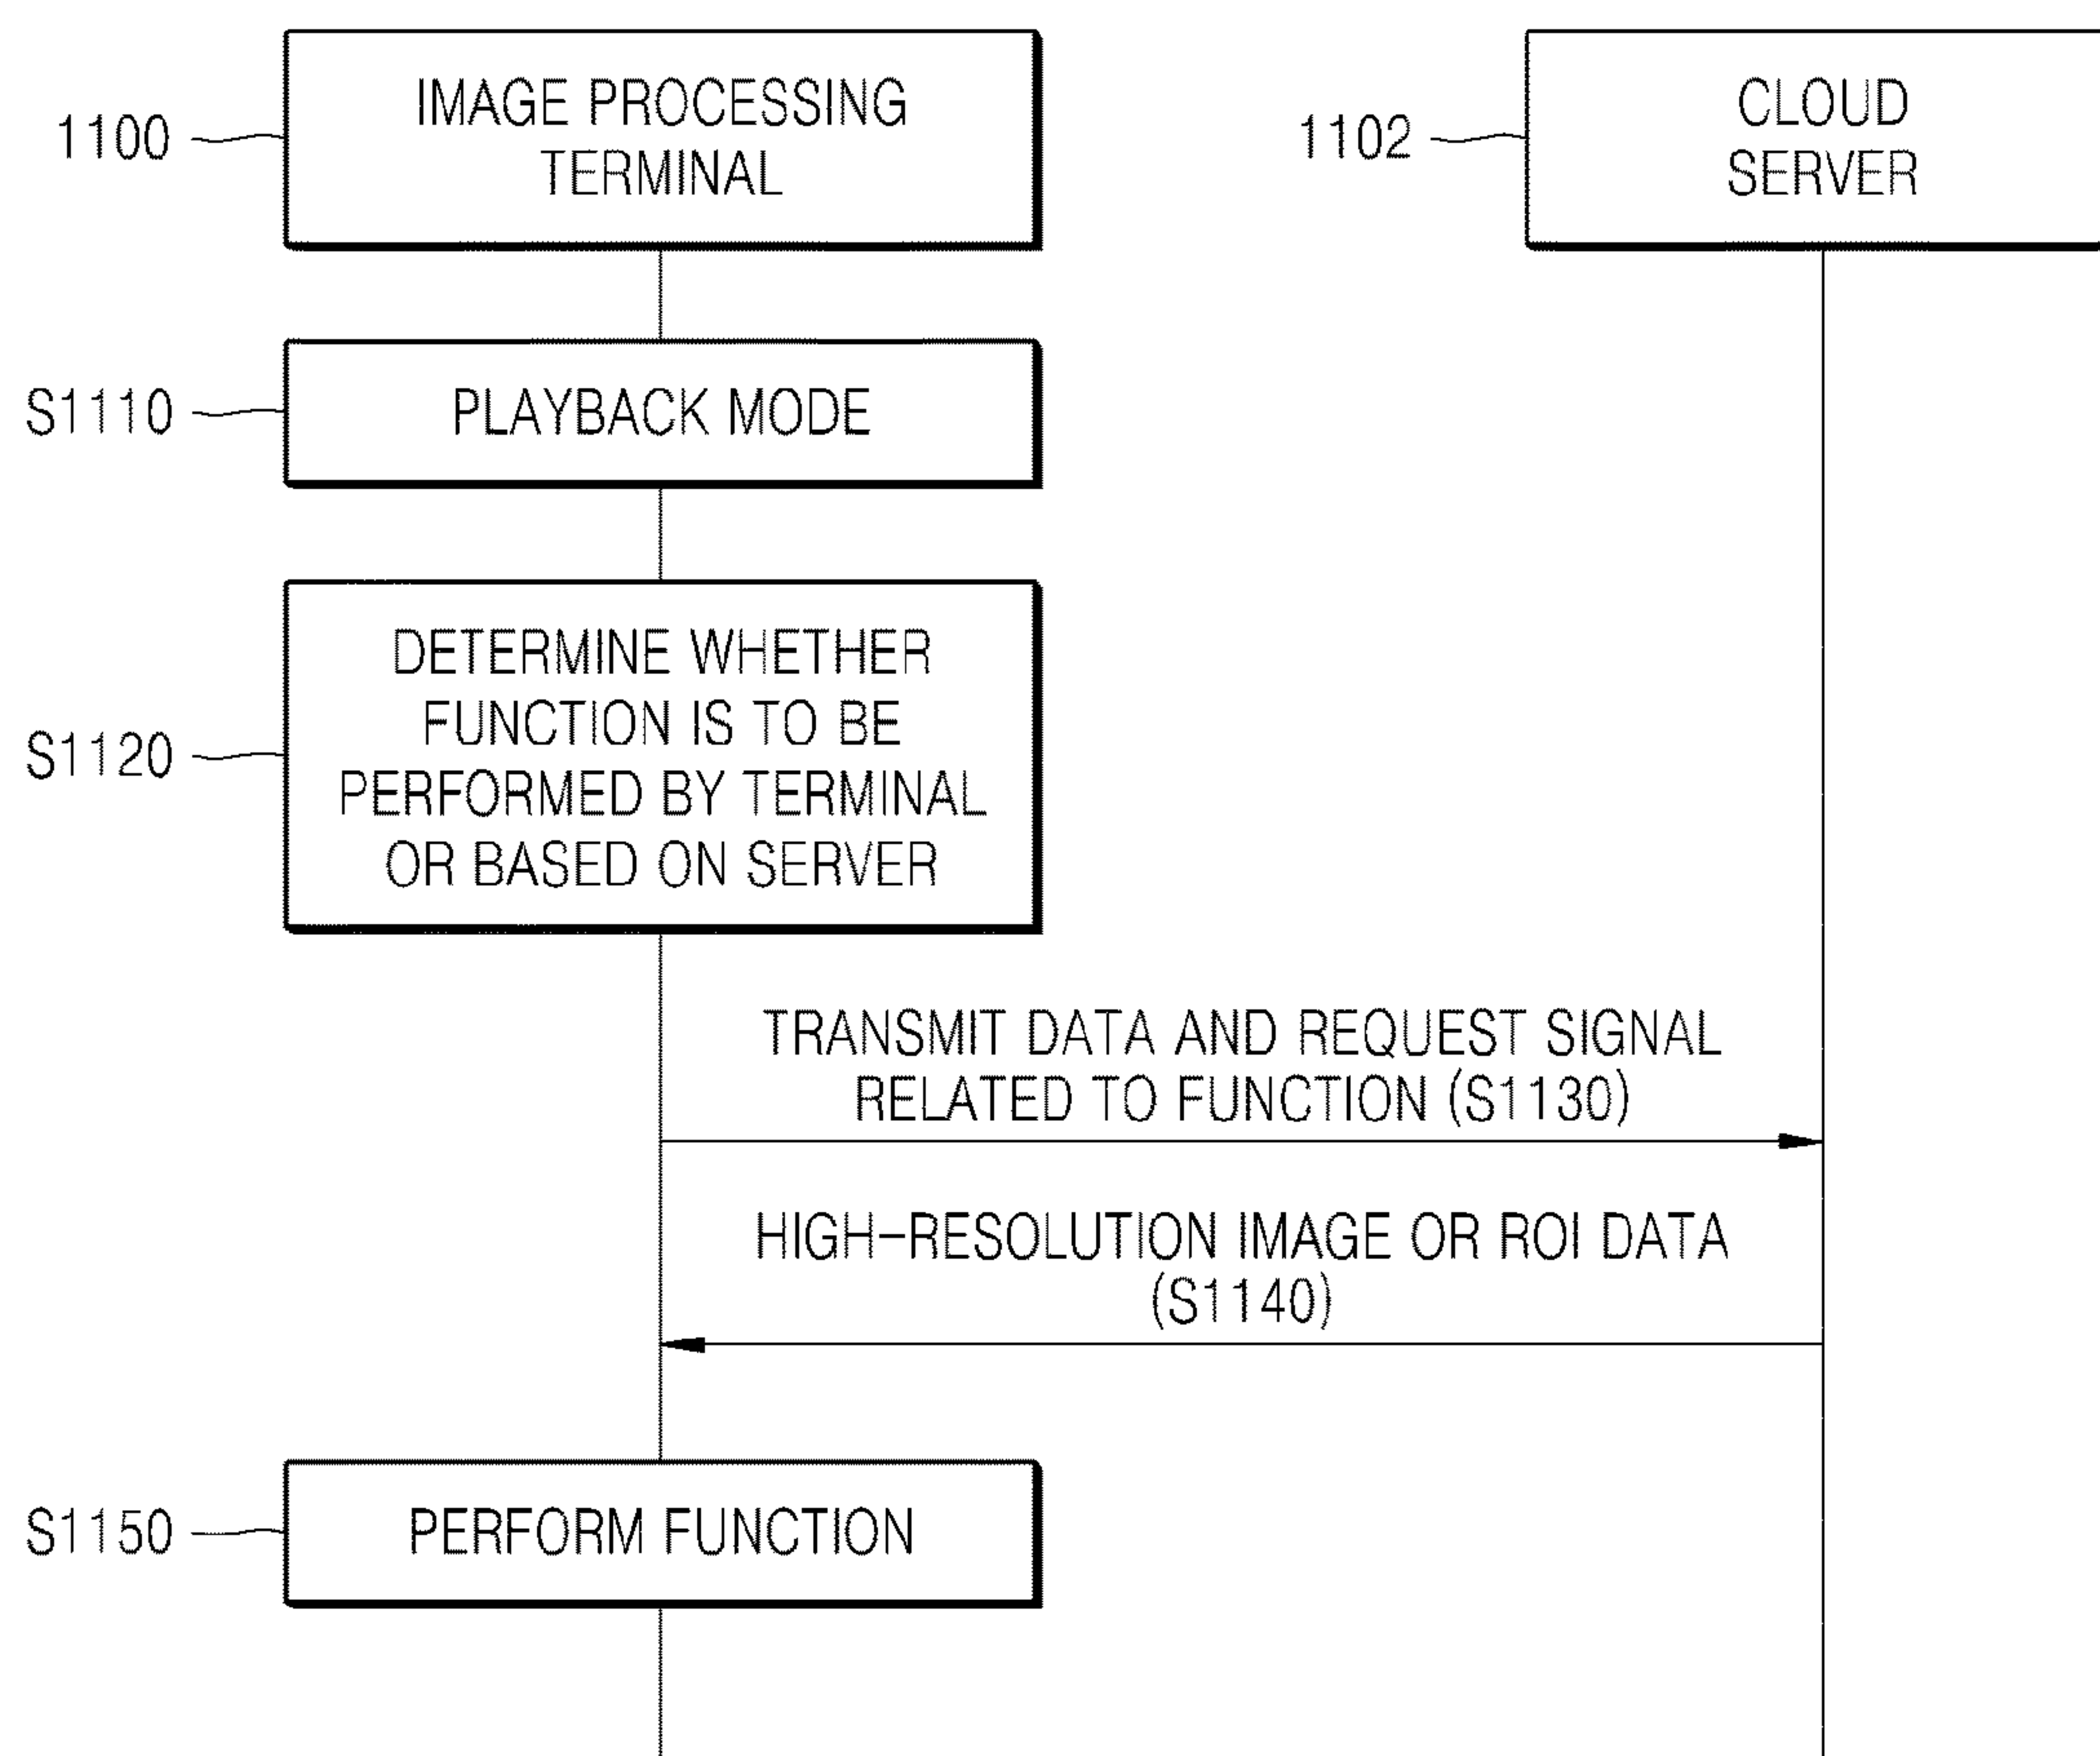 1100
IMAGE PROCESSING
TERMINAL
1102
CLOUD
SERVER
S1110
PLAYBACK MODE
S1120
DETERMINE WHETHER
FUNCTION IS TO BE
PERFORMED BY TERMINAL
OR BASED ON SERVER
TRANSMIT DATA AND REQUEST SIGNAL
RELATED TO FUNCTION (S1130)
HIGH-RESOLUTION IMAGE OR ROI DATA
(S1140)
S1150
PERFORM FUNCTION